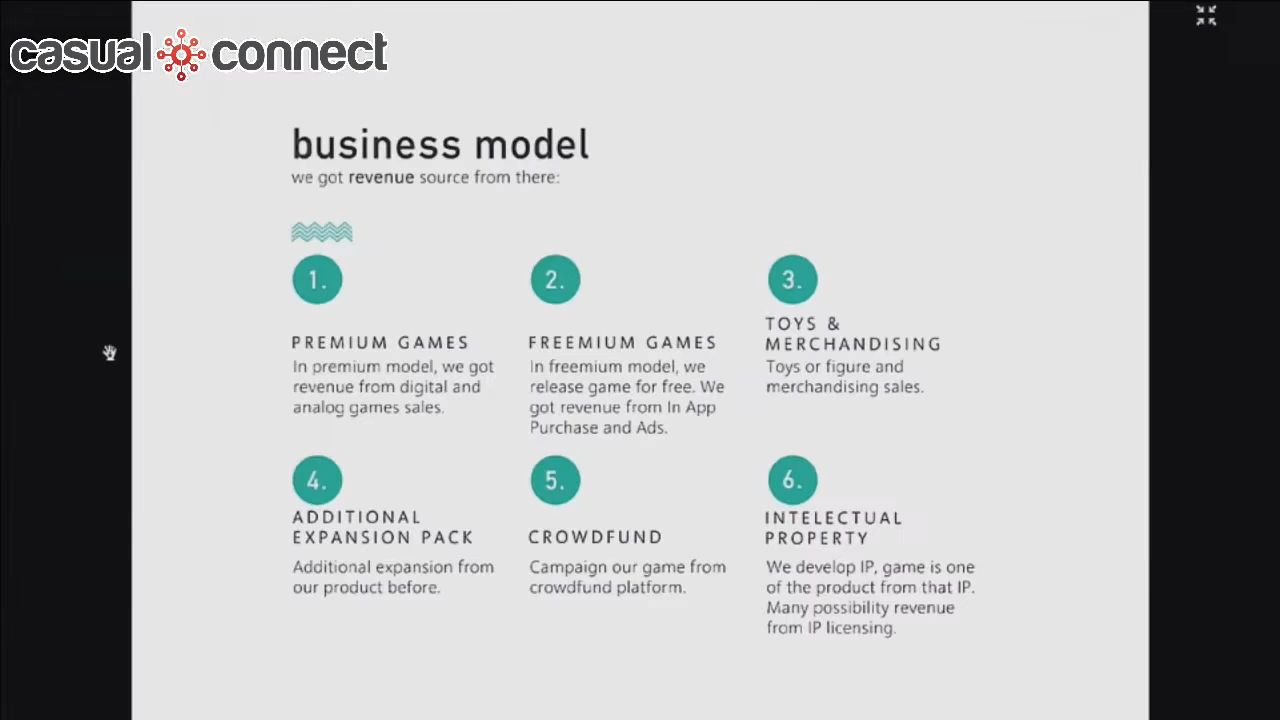 casual connect
business model
we got revenue source from there:
1.
PREMIUM GAMES
In premium model, we got
revenue from digital and
analog games sales.
2.
FREEMIUM GAMES
In freemium model, we
release game for free. We
got revenue from In App
Purchase and Ads.
3.
TOYS &
MERCHANDISING
Toys or figure and
merchandising sales.
4.
ADDITIONAL
EXPANSION PACK
Additional expansion from
our product before.
5.
CROWDFUND
Campaign our game from
crowdfund platform.
6.
INTELECTUAL
PROPERTY
We develop IP, game is one
of the product from that IP.
Many possibility revenue
from IP licensing.